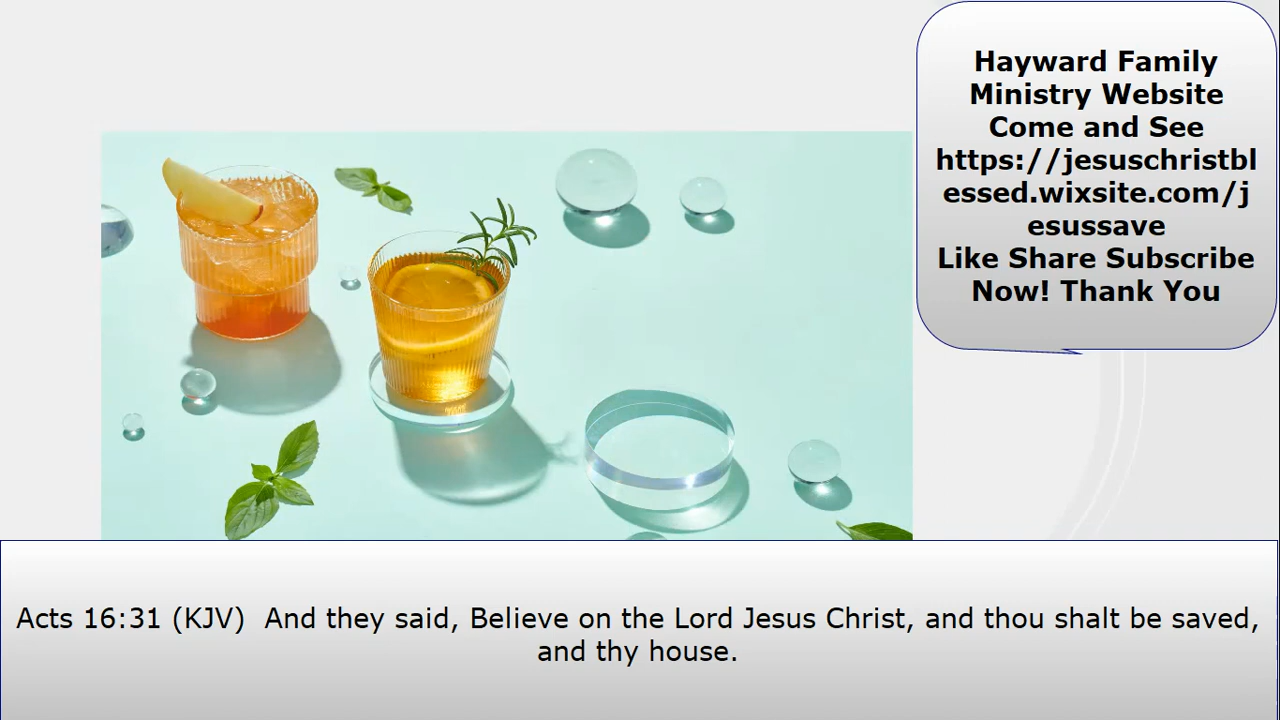 Hayward Family
Ministry Website
Come and See
https://jesuschristbl
essed.wixsite.com/j
esussave
Like Share Subscribe
Now! Thank You
Acts 16:31 (KJV)  And they said, Believe on the Lord Jesus Christ, and thou shalt be saved,
and thy house.